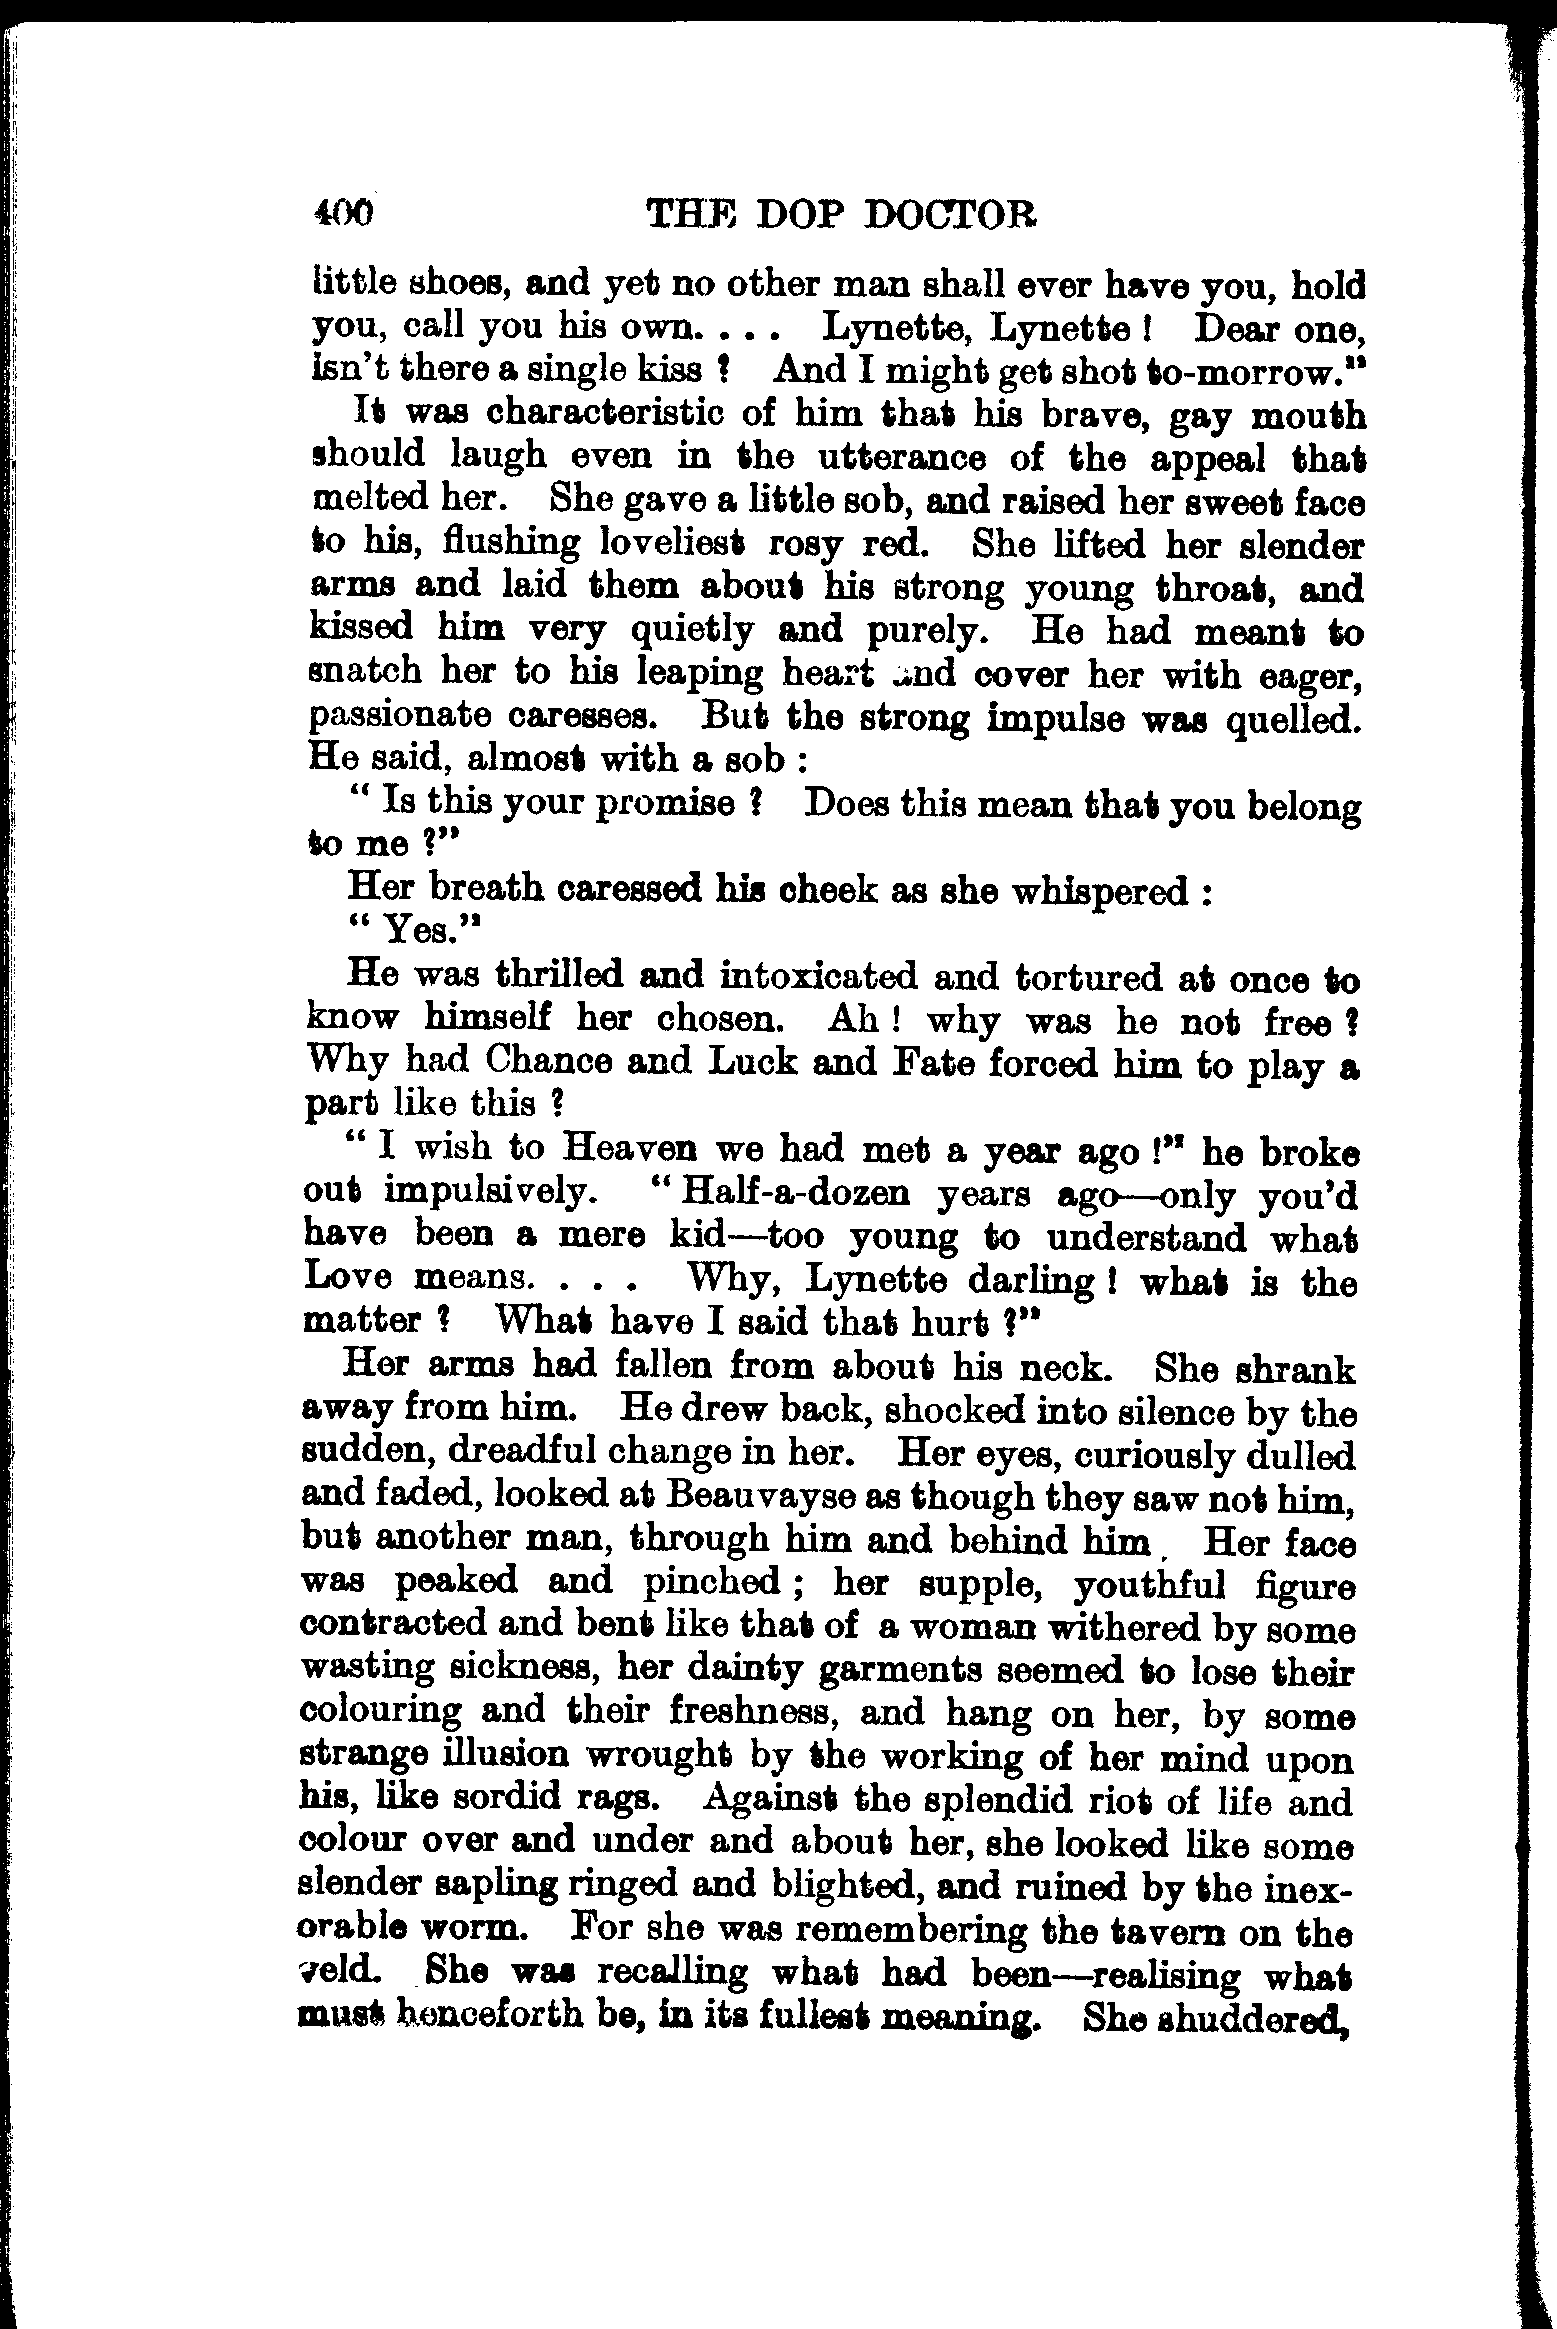 400 THE DOP DOCTOR
little shoes, and yet no other man shall ever have you, hold
you, call you his own. . . . Lynette, Lynette ! Dear one,
isn't there a single kiss ? And I might get shot to-morrow."
It was characteristic of him that his brave, gay mouth
should laugh even in the utterance of the appeal that
melted her. She gave a little sob, and raised her sweet face
to his, flushing loveliest rosy red. She lifted her slender
arms and laid them about his strong young throat, and
kissed him very quietly and purely. He had meant to
snatch her to his leaping heart and cover her with eager,
passionate caresses. But the strong impulse was quelled.
He said, almost with a sob :
" Is this your promise ? Does this mean that you belong
to me ?"
Her breath caressed his cheek as she whispered :
" Yes."
He was thrilled and intoxicated and tortured at once to
know himself her chosen. Ah ! why was he not free ?
Why had Chance and Luck and Fate forced him to play a
part like this ?
" I wish to Heaven we had met a year ago !" he broke
out impulsively. " Half-a-dozen years ago—only you'd
have been a mere kid—too young to understand what
Love means. . . . Why, Lynette darling ! what is the
matter ? What have I said that hurt ?"
Her arms had fallen from about his neck. She shrank
away from him. He drew back, shocked into silence by the
sudden, dreadful change in her. Her eyes, curiously dulled
and faded, looked at Beauvayse as though they saw not him,
but another man, through him and behind him. Her face
was peaked and pinched ; her supple, youthful figure
contracted and bent like that of a woman withered by some
wasting sickness, her dainty garments seemed to lose their
colouring and their freshness, and hang on her, by some
strange illusion wrought by the working of her mind upon
his, like sordid rags. Against the splendid riot of life and
colour over and under and about her, she looked like some
slender sapling ringed and blighted, and ruined by the inex-
orable worm. For she was remembering the tavern on the
veld. She was recalling what had been—realising what
must henceforth be, in its fullest meaning. She shuddered,